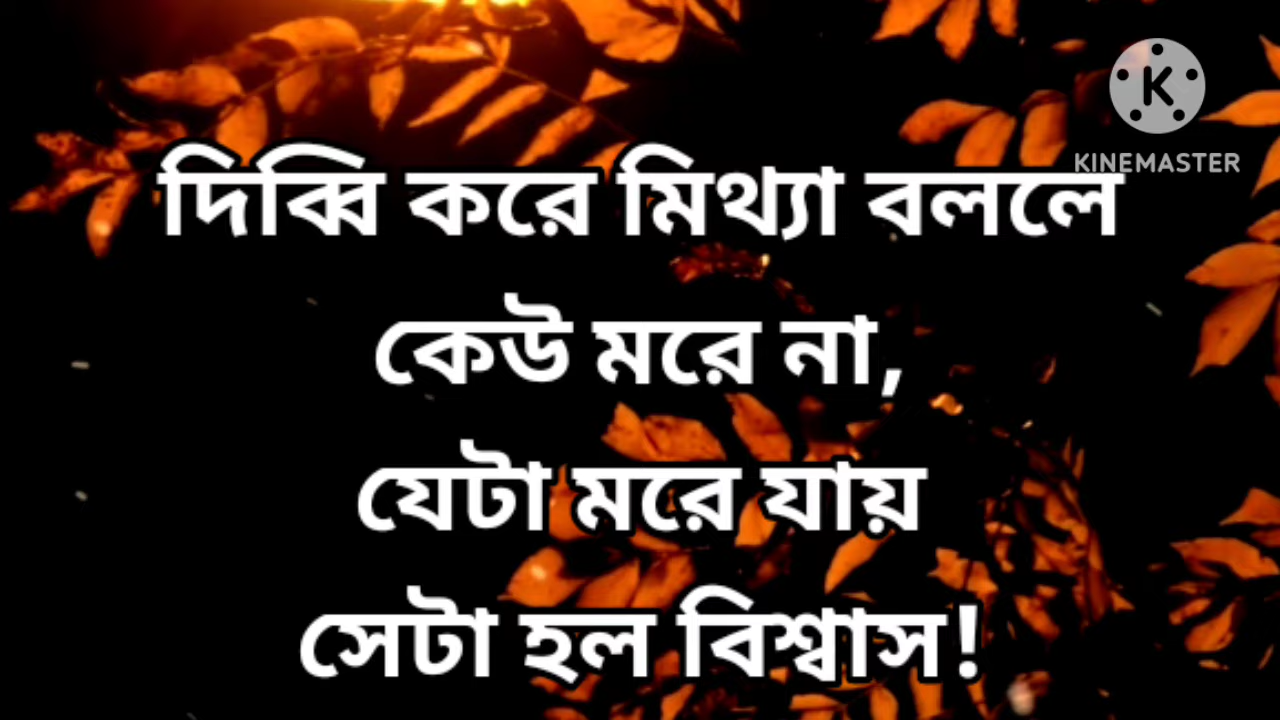 KINEMASTER
দিব্বি করে মিথ্যা বললে
কেউ মরে না,
যেটা মরে যায়
সেটা হল বিশ্বাস!